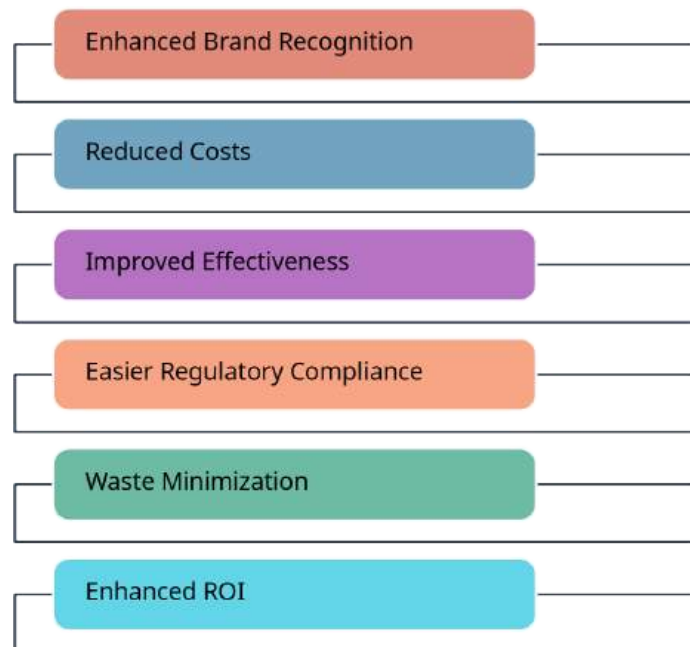 Enhanced Brand Recognition
Reduced Costs
Improved Effectiveness
Easier Regulatory Compliance
Waste Minimization
Enhanced ROI